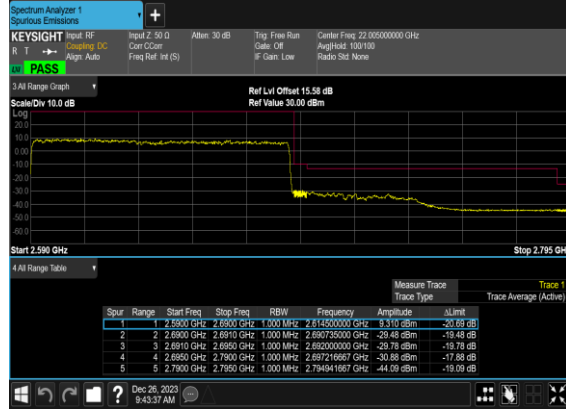 Spectrum Analyzer 1
Spurious Emissions
KEYSIGHT Input: RF Input Z: 50 Ω Atten: 30 dB Trig: Free Run Center Freq: 22.005000000 GHz
R T Coupling: DC Corr CCorr Gate: Off Avg|Hold: 100/100
Align: Auto Freq Ref: Int (S) IF Gain: Low Radio Std: None
PASS
3 All Range Graph
Ref Lvl Offset 15.58 dB
Scale/Div 10.0 dB Ref Value 30.00 dBm
Log
20.0
10.0
0.00
-10.0
-20.0
-30.0
-40.0
-50.0
-60.0
Start 2.590 GHz Stop 2.795 GHz
4 All Range Table
Measure Trace Trace 1
Trace Type Trace Average (Active)
Spur Range Start Freq Stop Freq RBW Frequency Amplitude ΔLimit
1 1 2.5900 GHz 2.6900 GHz 1.000 MHz 2.614500000 GHz 9.310 dBm -20.69 dB
2 2 2.6900 GHz 2.6910 GHz 1.000 MHz 2.690735000 GHz -29.48 dBm -19.48 dB
3 3 2.6910 GHz 2.6950 GHz 1.000 MHz 2.692000000 GHz -29.78 dBm -19.78 dB
4 4 2.6950 GHz 2.7900 GHz 1.000 MHz 2.697216667 GHz -30.88 dBm -17.88 dB
5 5 2.7900 GHz 2.7950 GHz 1.000 MHz 2.794941667 GHz -44.09 dBm -19.09 dB
Dec 26, 2023
9:43:37 AM